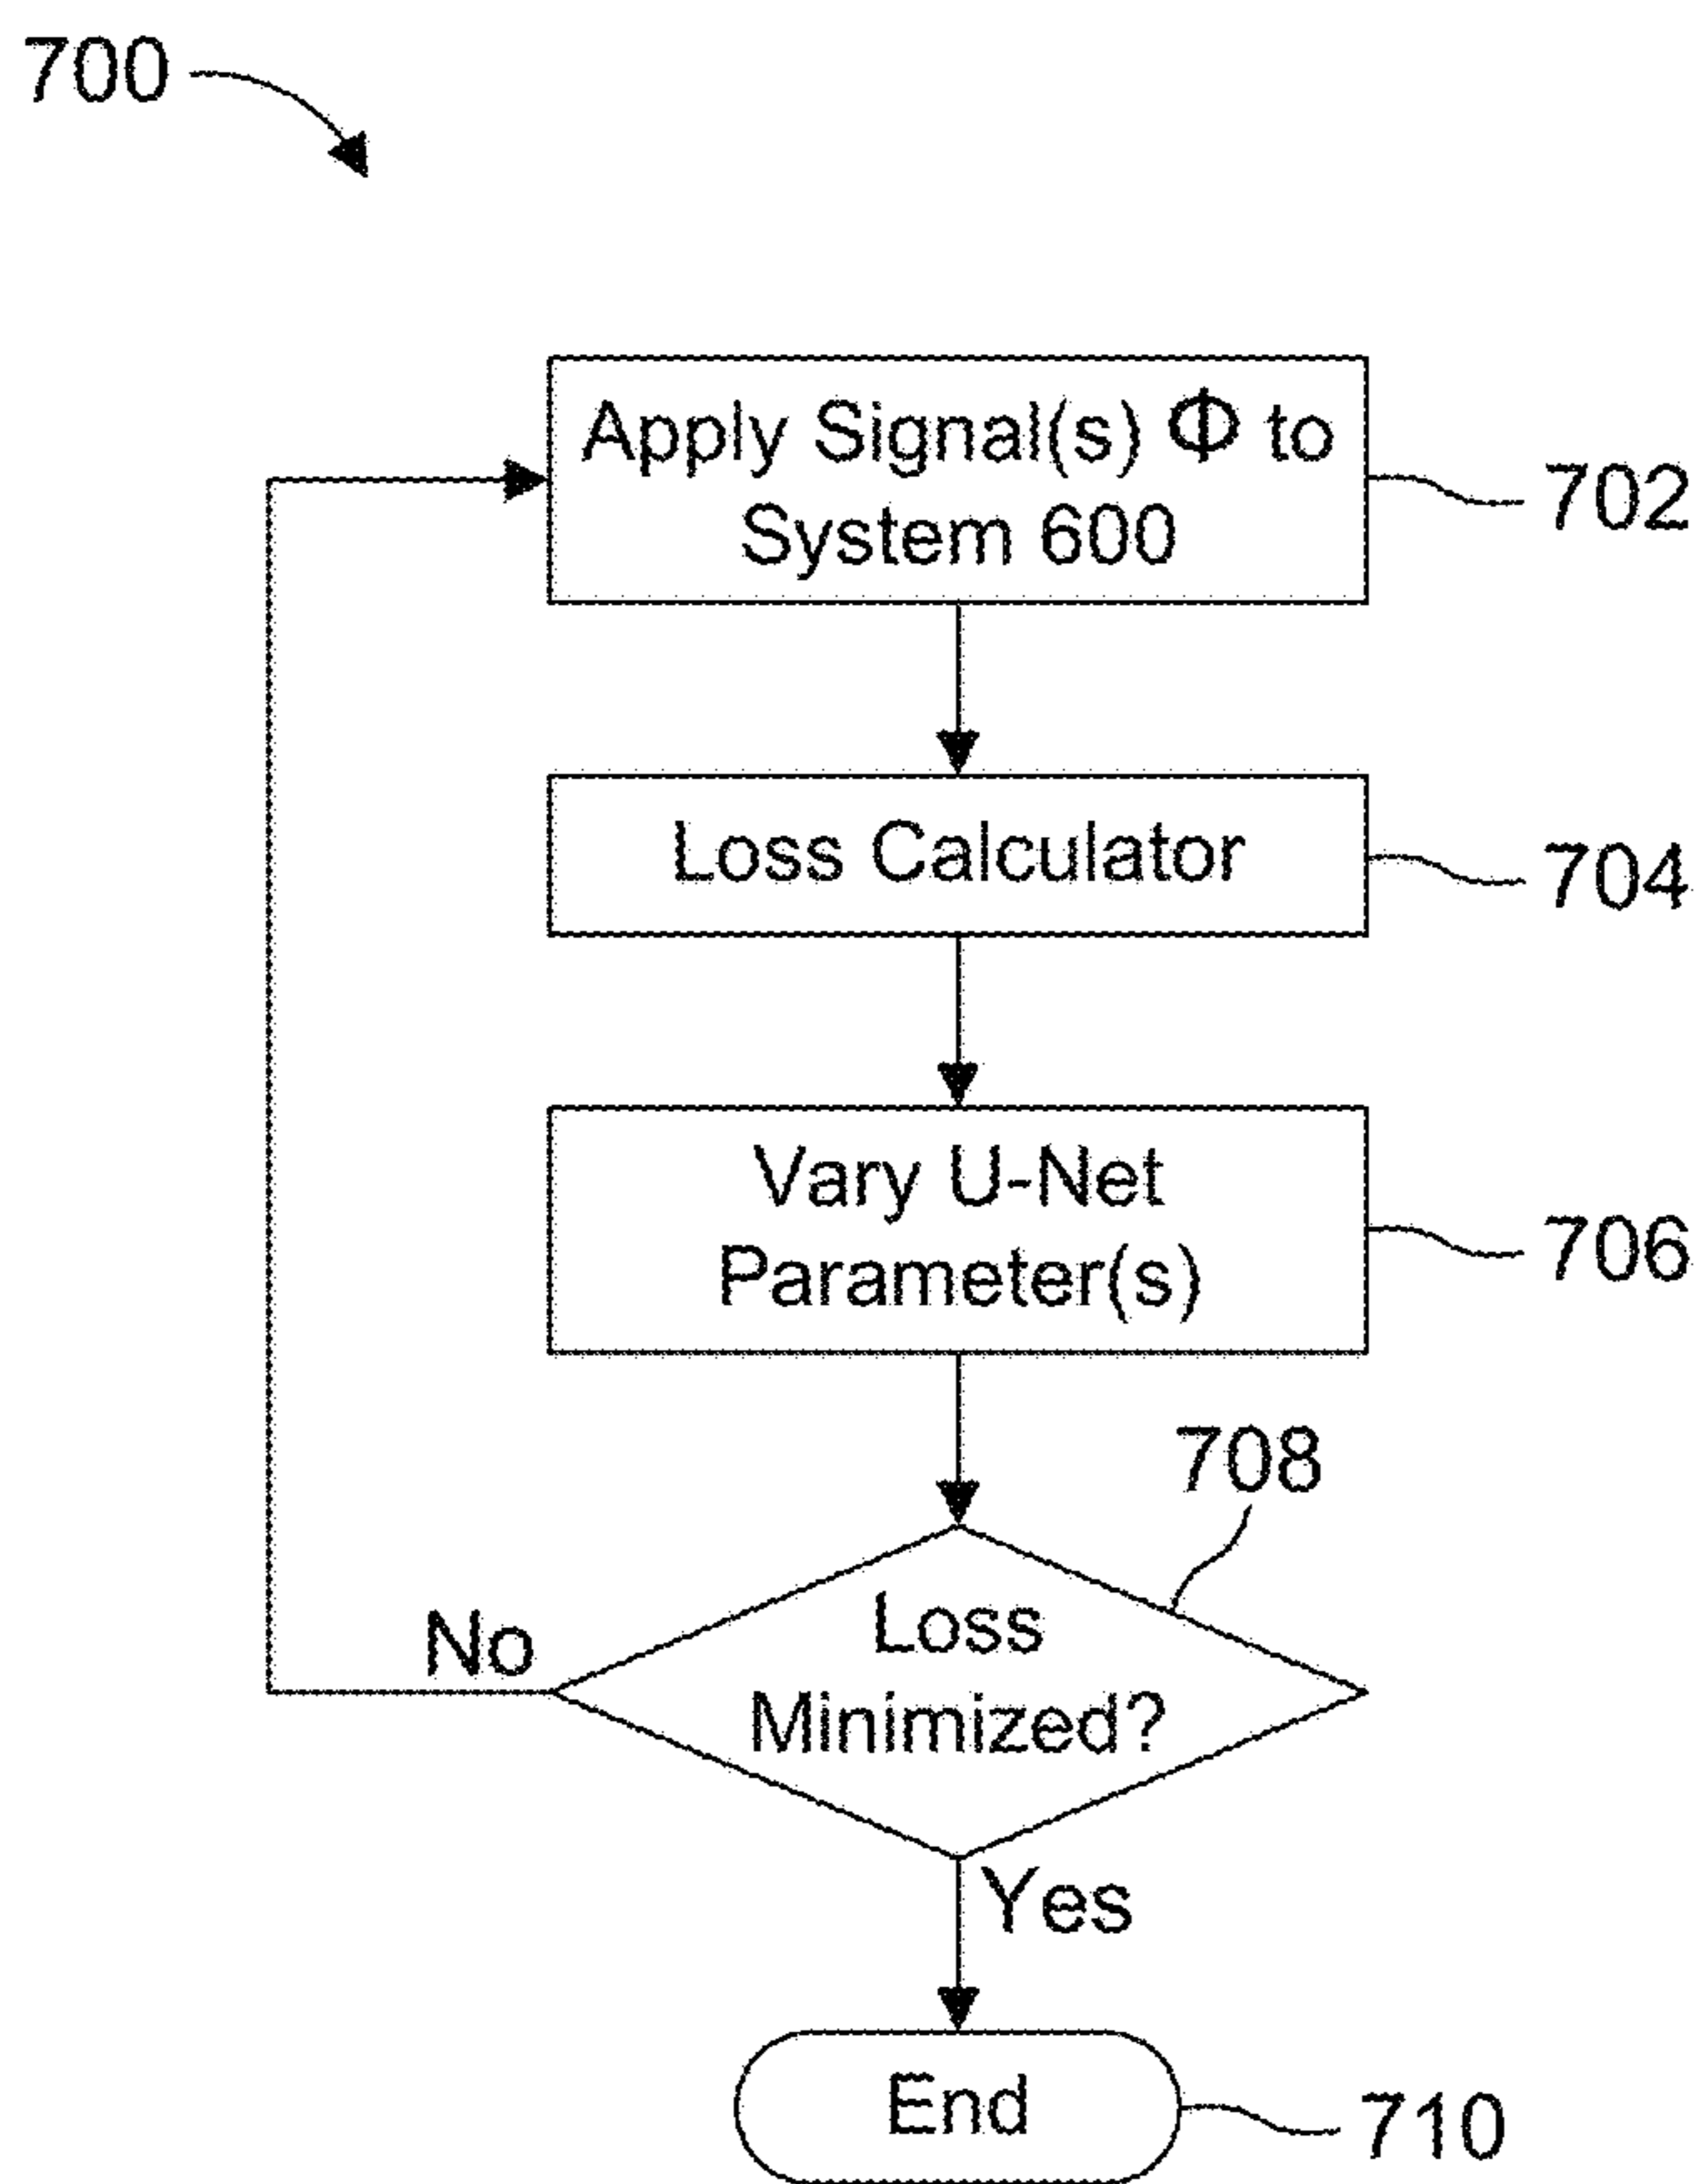 700
Apply Signal(s) Φ to
System 600
702
Loss Calculator
704
Vary U-Net
Parameter(s)
706
708
Loss
Minimized?
No
Yes
End
710